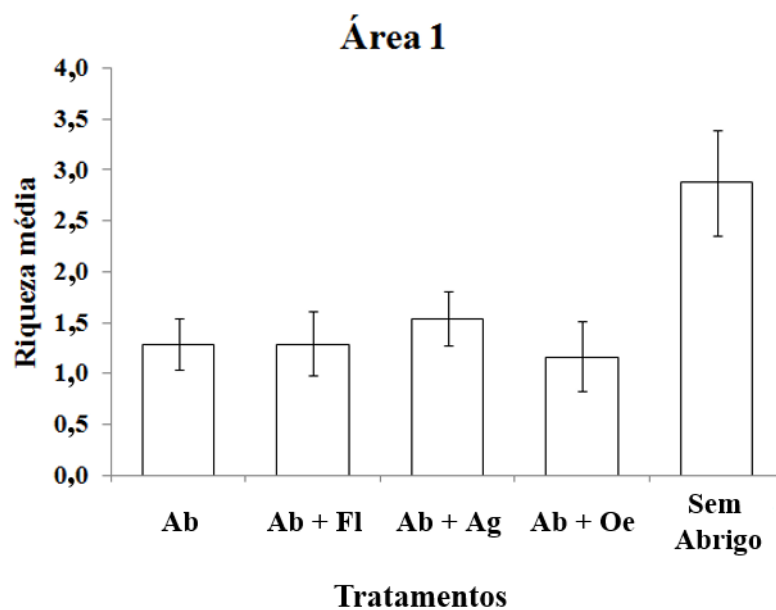 Área 1
Riqueza média
4,0
3,5
3,0
2,5
2,0
1,5
1,0
0,5
0,0
Ab
Ab + Fl
Ab + Ag
Ab + Oe
Sem
Abrigo
Tratamentos